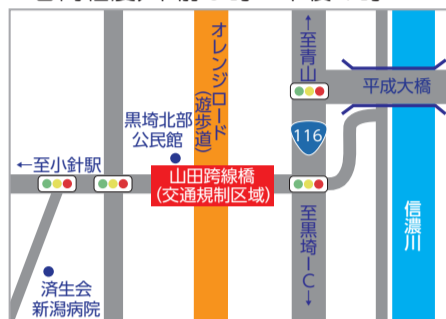 オレンジロード
(遊歩道)
↑至青山
平成大橋
黒埼北部
公民館
116
←至小針駅
山田跨線橋
(交通規制区域)
至黒埼IC↓
信濃川
済生会
新潟病院